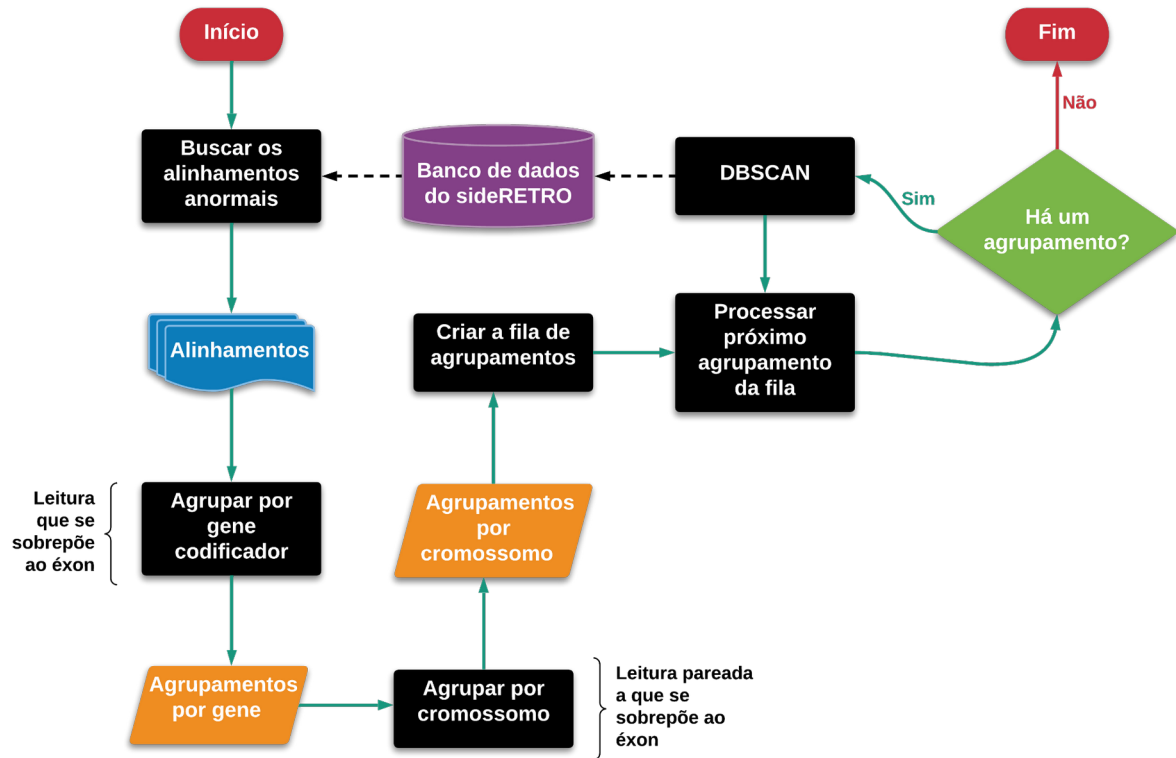 Início
Fim
Não
Buscar os
alinhamentos
anormais
Banco de dados
do sideRETRO
DBSCAN
Sim
Há um
agrupamento?
Alinhamentos
Criar a fila de
agrupamentos
Processar
próximo
agrupamento
da fila
Leitura
que se
sobrepõe
ao éxon
Agrupar por
gene
codificador
Agrupamentos
por
cromossomo
Agrupamentos
por gene
Agrupar por
cromossomo
Leitura pareada
a que se
sobrepõe ao
éxon